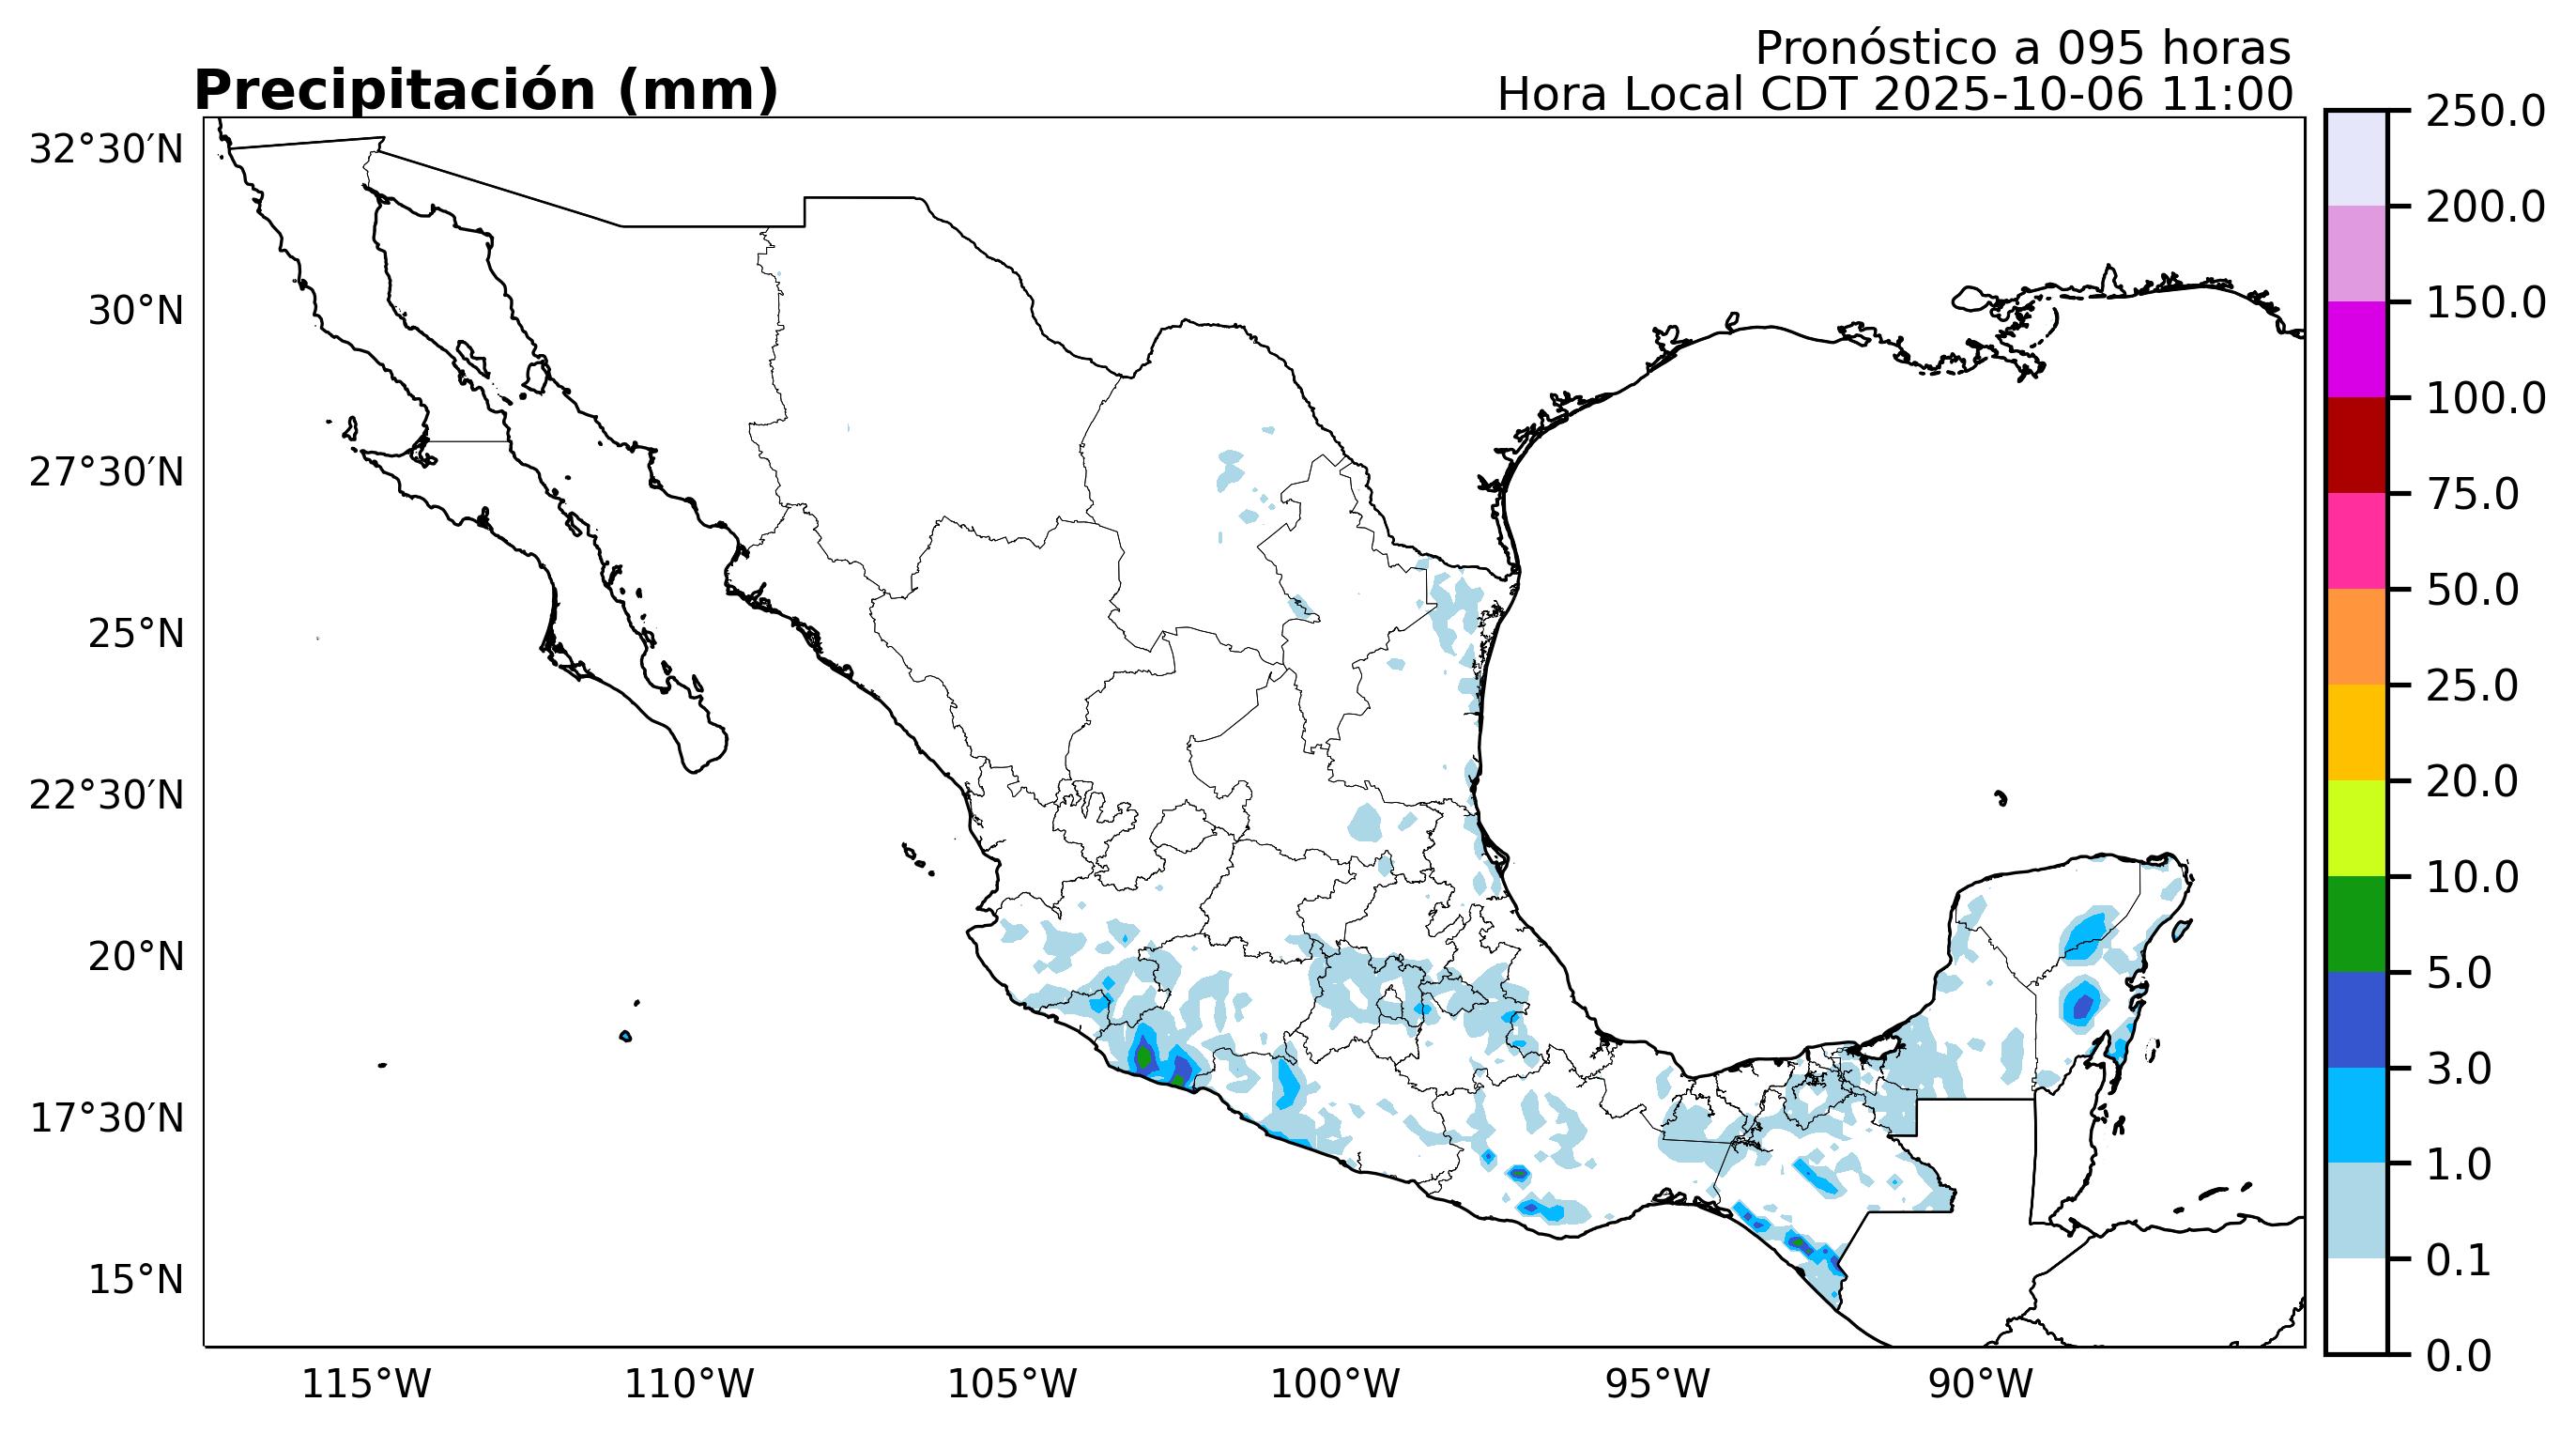 Pronóstico a 095 horas
Precipitación (mm)
Hora Local CDT 2025-10-06 11:00
32°30′N
30°N
27°30′N
25°N
22°30′N
20°N
17°30′N
15°N
115°W
110°W
105°W
100°W
95°W
90°W
250.0
200.0
150.0
100.0
75.0
50.0
25.0
20.0
10.0
5.0
3.0
1.0
0.1
0.0